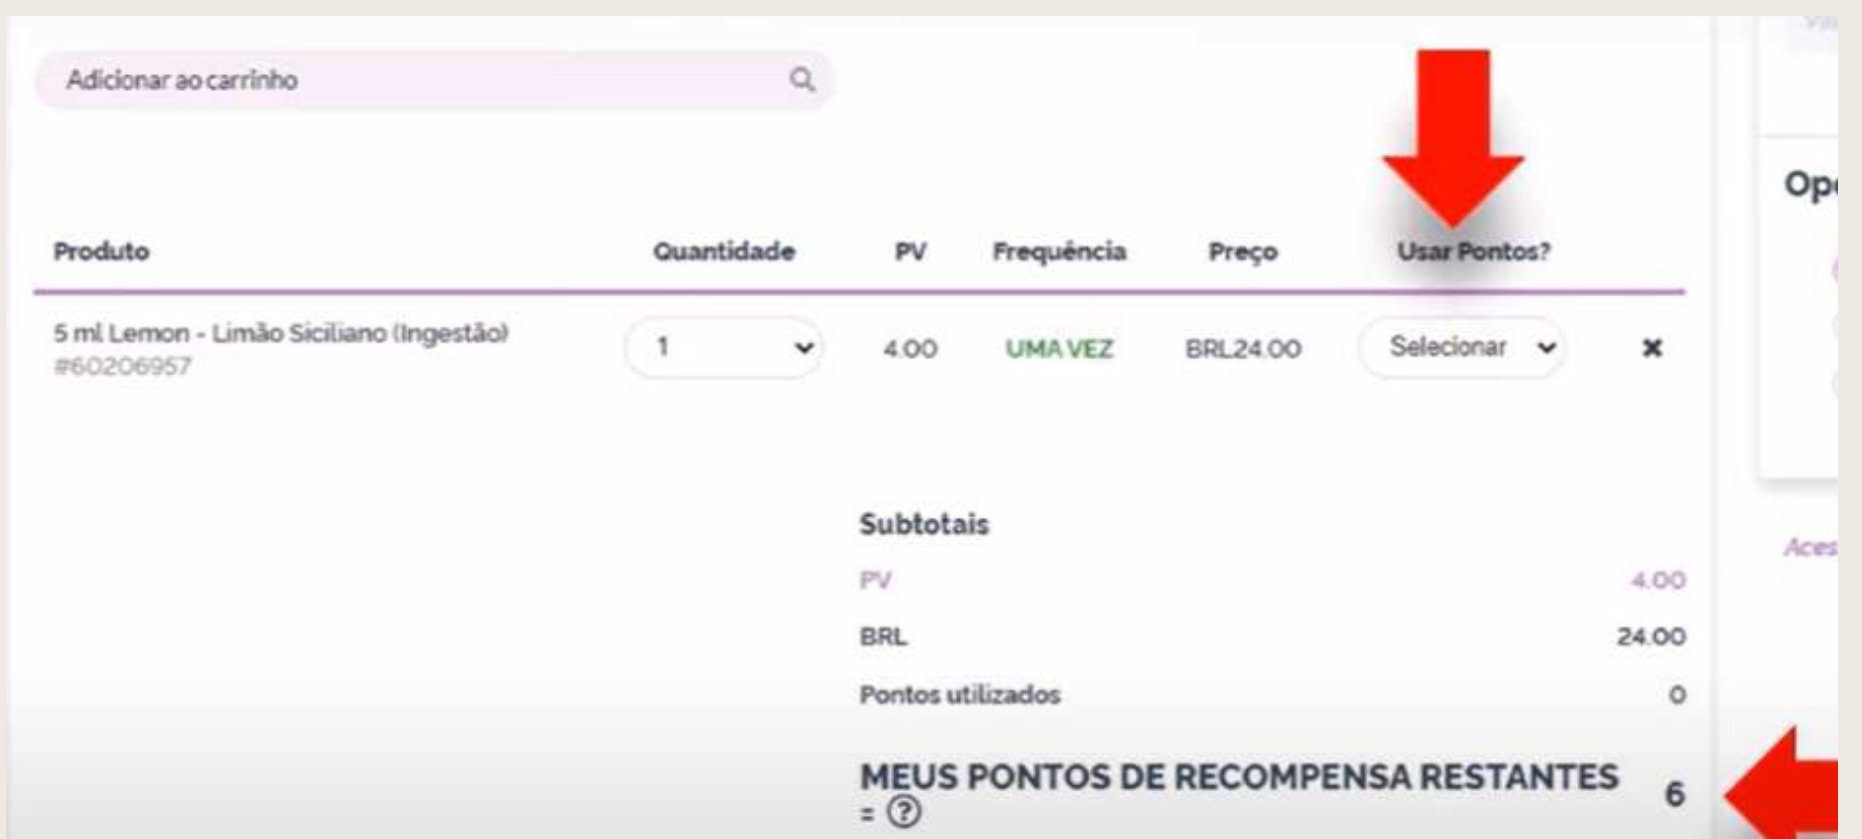 Adicionar ao carrinho
Produto Quantidade PV Frequência Preço Usar Pontos?
5 ml Lemon - Limão Siciliano (Ingestão) 1 4.00 UMA VEZ BRL24.00 Selecionar
#60206957
Subtotais
PV 4.00
BRL 24.00
Pontos utilizados 0
MEUS PONTOS DE RECOMPENSA RESTANTES 6
= ?